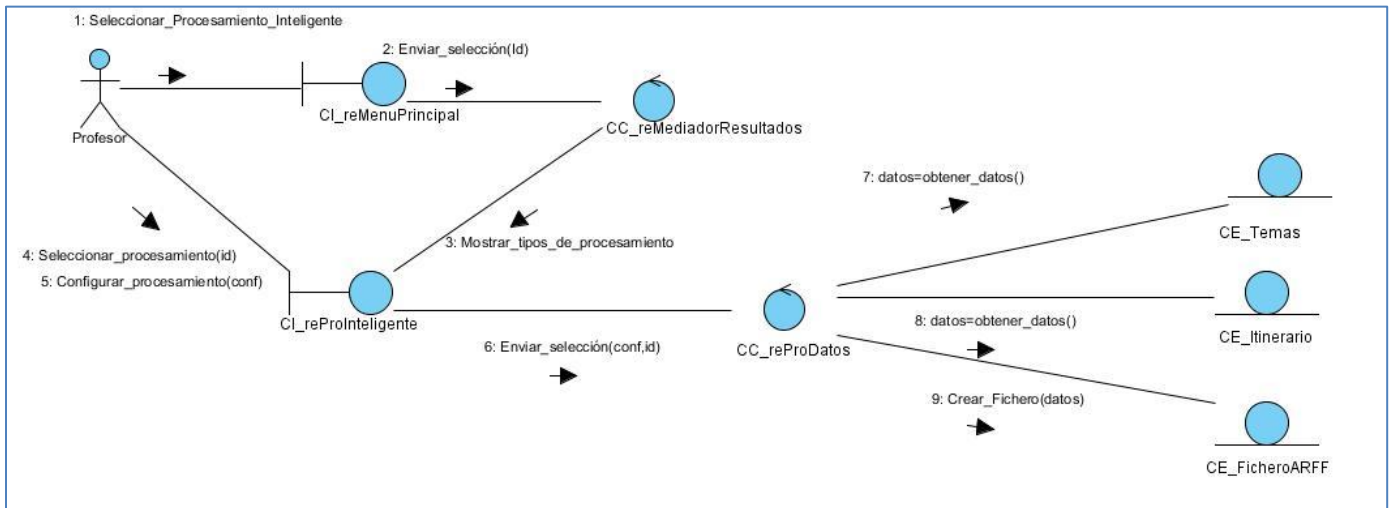 1: Seleccionar_Procesamiento_Inteligente
2: Enviar_selección(Id)
CI_reMenuPrincipal
CC_reMediadorResultados
Profesor
7: datos=obtener_datos()
CE_Temas
3: Mostrar_tipos_de_procesamiento
4: Seleccionar_procesamiento(id)
5: Configurar_procesamiento(conf)
CI_reProInteligente
6: Enviar_selección(conf,id)
CC_reProDatos
8: datos=obtener_datos()
CE_Itinerario
9: Crear_Fichero(datos)
CE_FicheroARFF